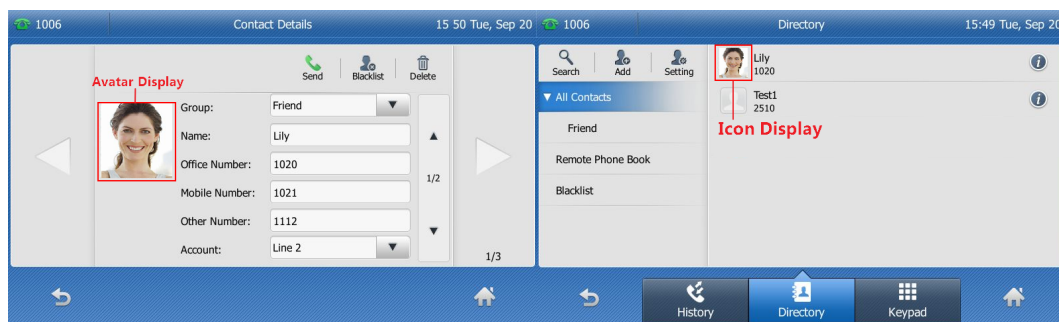 1006 Contact Details 15 50 Tue, Sep 20
Send Blacklist Delete
Avatar Display
Group: Friend
Name: Lily
Office Number: 1020
1/2
Mobile Number: 1021
Other Number: 1112
Account: Line 2
1/3
1006 Directory 15:49 Tue, Sep 20
Search Add Setting
Lily
1020
All Contacts
Test1
2510
Icon Display
Friend
Remote Phone Book
Blacklist
History Directory Keypad